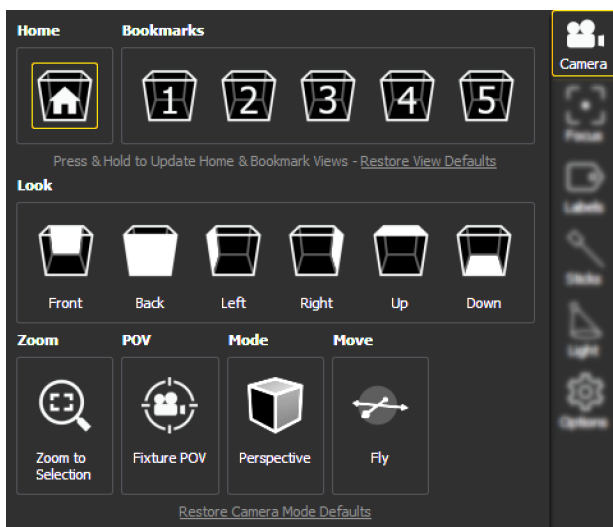 Home
Bookmarks
Camera
1
2
3
4
5
Focus
Press & Hold to Update Home & Bookmark Views - Restore View Defaults
Look
Labels
Front
Back
Left
Right
Up
Down
Sticks
Zoom
POV
Mode
Move
Light
Zoom to
Selection
Fixture POV
Perspective
Fly
Options
Restore Camera Mode Defaults